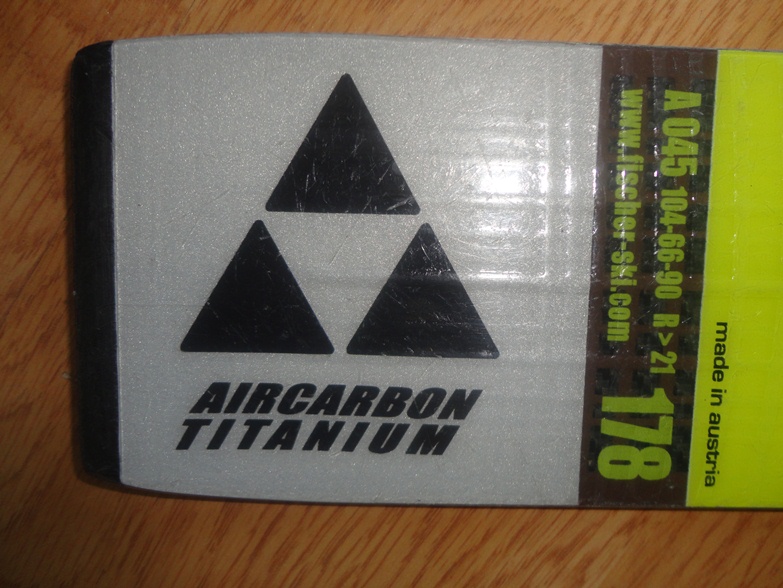 AIRCARBON
TITANIUM
A 045 104-66-90 R > 21
www.fischer-ski.com
178
made in austria